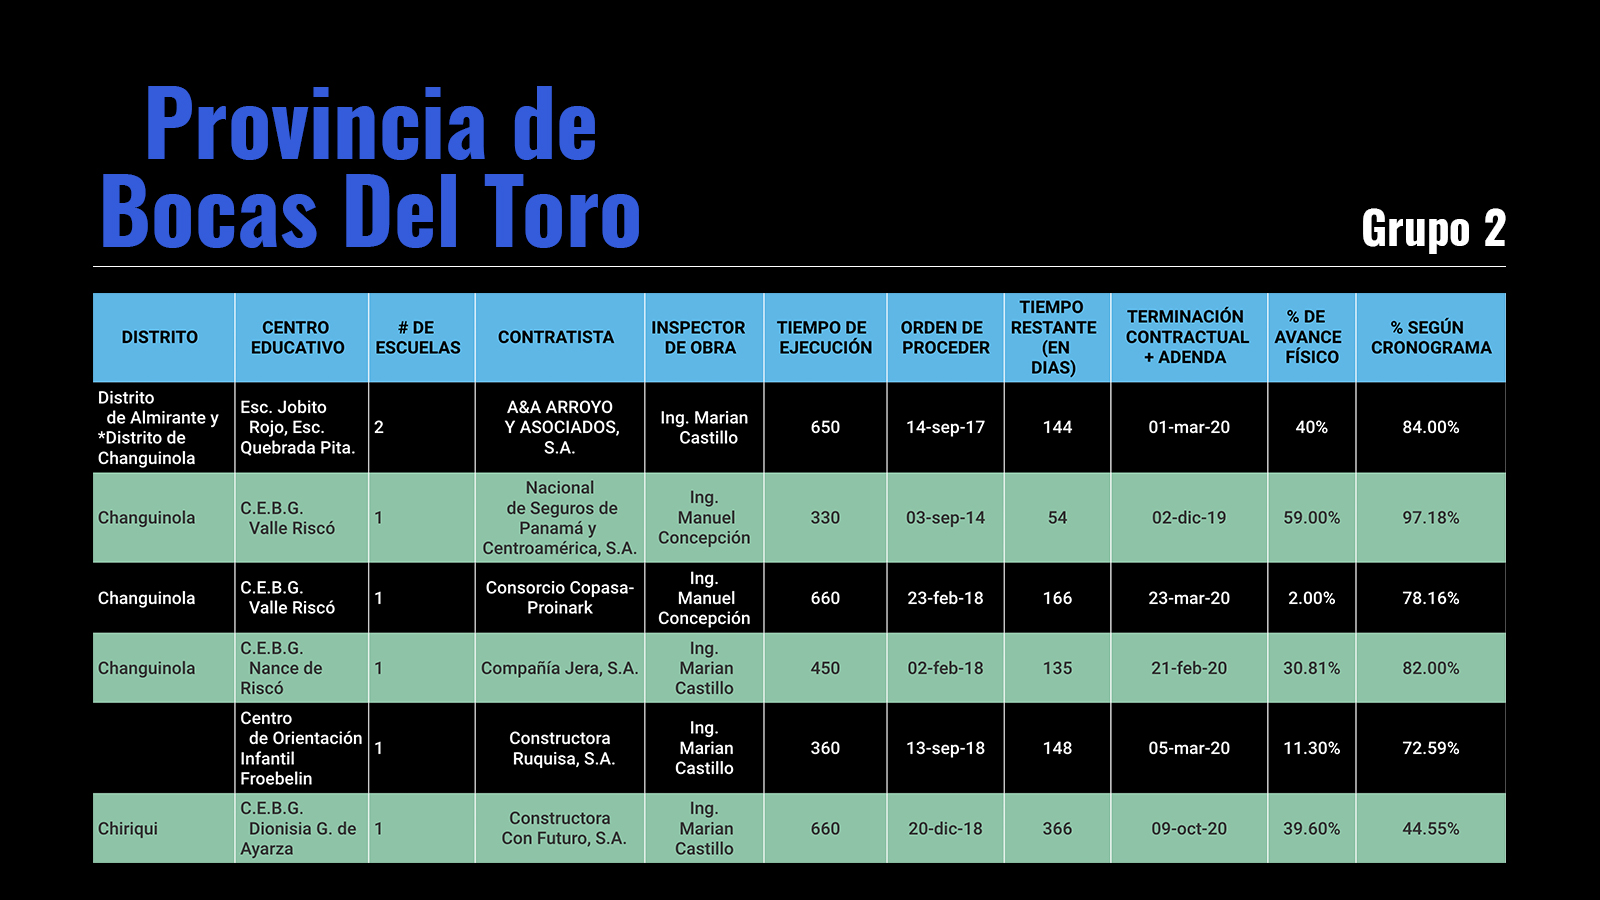 Provincia de
Bocas Del Toro
Grupo 2
DISTRITO
CENTRO
EDUCATIVO
# DE
ESCUELAS
CONTRATISTA
INSPECTOR
DE OBRA
TIEMPO DE
EJECUCIÓN
ORDEN DE
PROCEDER
TIEMPO
RESTANTE
(EN
DIAS)
TERMINACIÓN
CONTRACTUAL
+ ADENDA
% DE
AVANCE
FÍSICO
% SEGÚN
CRONOGRAMA
Distrito
de Almirante y
*Distrito de
Changuinola
Esc. Jobito
Rojo, Esc.
Quebrada Pita.
2
A&A ARROYO
Y ASOCIADOS,
S.A.
Ing. Marian
Castillo
650
14-sep-17
144
01-mar-20
40%
84.00%
Changuinola
C.E.B.G.
Valle Riscó
1
Nacional
de Seguros de
Panamá y
Centroamérica, S.A.
Ing.
Manuel
Concepción
330
03-sep-14
54
02-dic-19
59.00%
97.18%
Changuinola
C.E.B.G.
Valle Riscó
1
Consorcio Copasa-
Proinark
Ing.
Manuel
Concepción
660
23-feb-18
166
23-mar-20
2.00%
78.16%
Changuinola
C.E.B.G.
Nance de
Riscó
1
Compañía Jera, S.A.
Ing.
Marian
Castillo
450
02-feb-18
135
21-feb-20
30.81%
82.00%
Centro
de Orientación
Infantil
Froebelin
1
Constructora
Ruquisa, S.A.
Ing.
Marian
Castillo
360
13-sep-18
148
05-mar-20
11.30%
72.59%
Chiriqui
C.E.B.G.
Dionisia G. de
Ayarza
1
Constructora
Con Futuro, S.A.
Ing.
Marian
Castillo
660
20-dic-18
366
09-oct-20
39.60%
44.55%